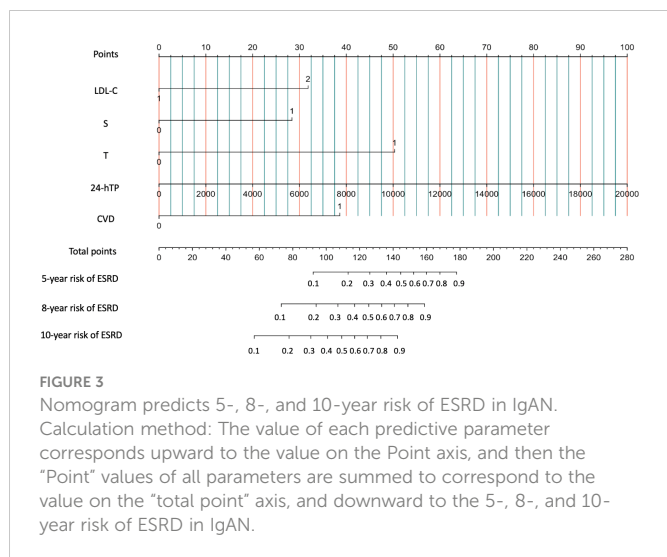 Points 0 10 20 30 40 50 60 70 80 90 100
LDL-C 1 2
S 0 1
T 0 1
24-hTP 0 2000 4000 6000 8000 10000 12000 14000 16000 18000 20000
CVD 0 1
Total points 0 20 40 60 80 100 120 140 160 180 200 220 240 260 280
5-year risk of ESRD 0.1 0.2 0.3 0.4 0.5 0.6 0.7 0.8 0.9
8-year risk of ESRD 0.1 0.2 0.3 0.4 0.5 0.6 0.7 0.8 0.9
10-year risk of ESRD 0.1 0.2 0.3 0.4 0.5 0.6 0.7 0.8 0.9
FIGURE 3
Nomogram predicts 5-, 8-, and 10-year risk of ESRD in IgAN.
Calculation method: The value of each predictive parameter
corresponds upward to the value on the Point axis, and then the
"Point" values of all parameters are summed to correspond to the
value on the "total point" axis, and downward to the 5-, 8-, and 10-
year risk of ESRD in IgAN.